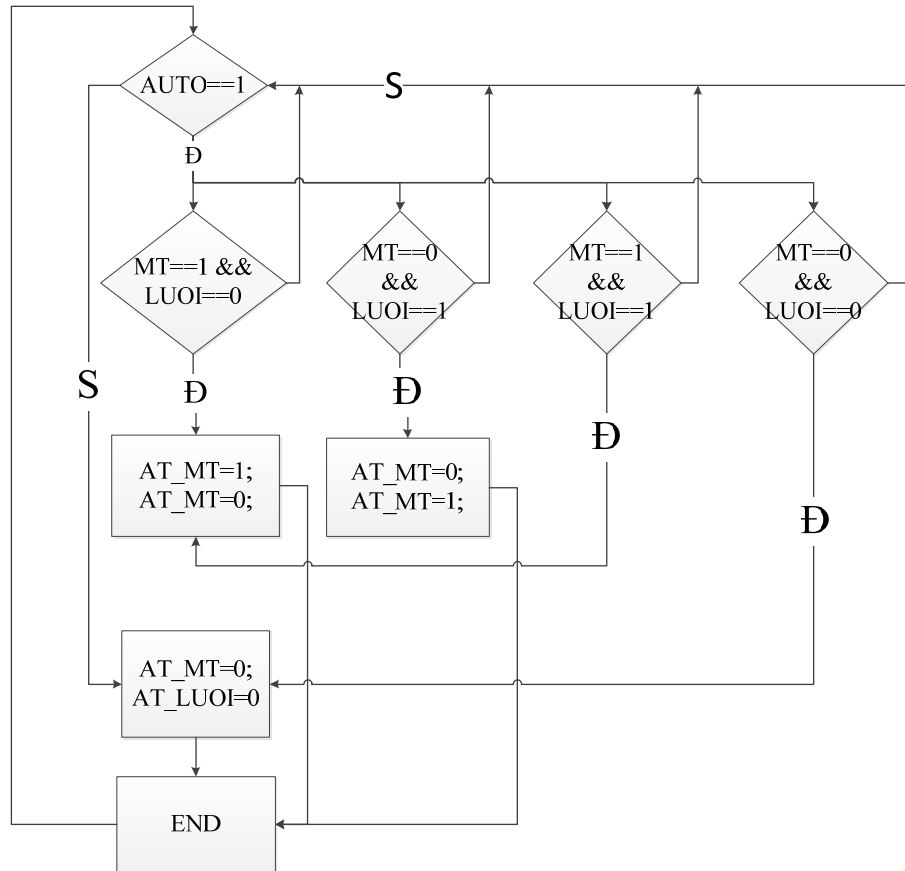 AUTO==1
S
Đ
MT==1 &&
LUOI==0
MT==0
&&
LUOI==1
MT==1
&&
LUOI==1
MT==0
&&
LUOI==0
S
Đ
Đ
Đ
Đ
AT_MT=1;
AT_MT=0;
AT_MT=0;
AT_MT=1;
AT_MT=0;
AT_LUOI=0
END